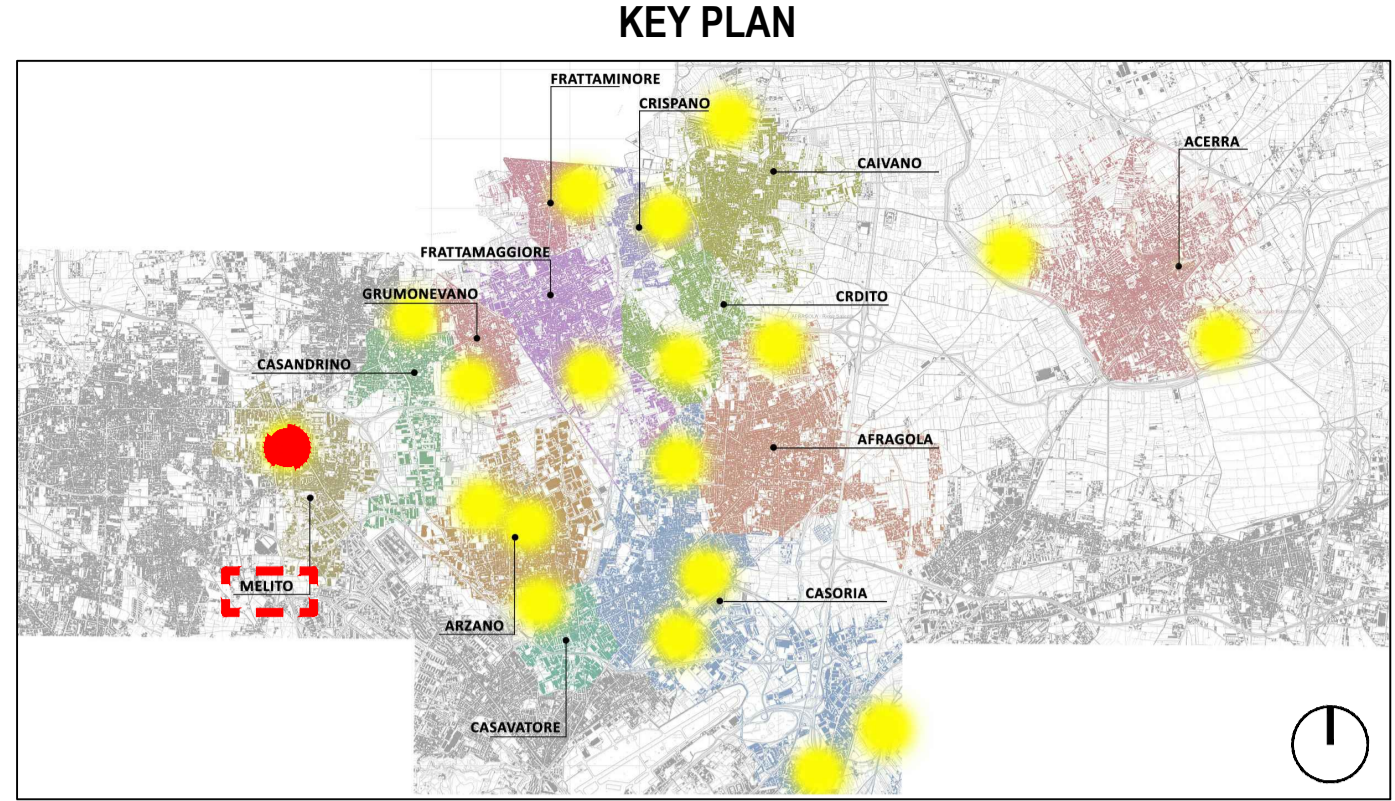 KEY PLAN
FRATTAMINORE
CRISPANO
CAIVANO
ACERRA
FRATTAMAGGIORE
GRUMONEVANO
CRDITO
CASANDRINO
AFRAGOLA
MELITO
CASORIA
ARZANO
CASAVATORE